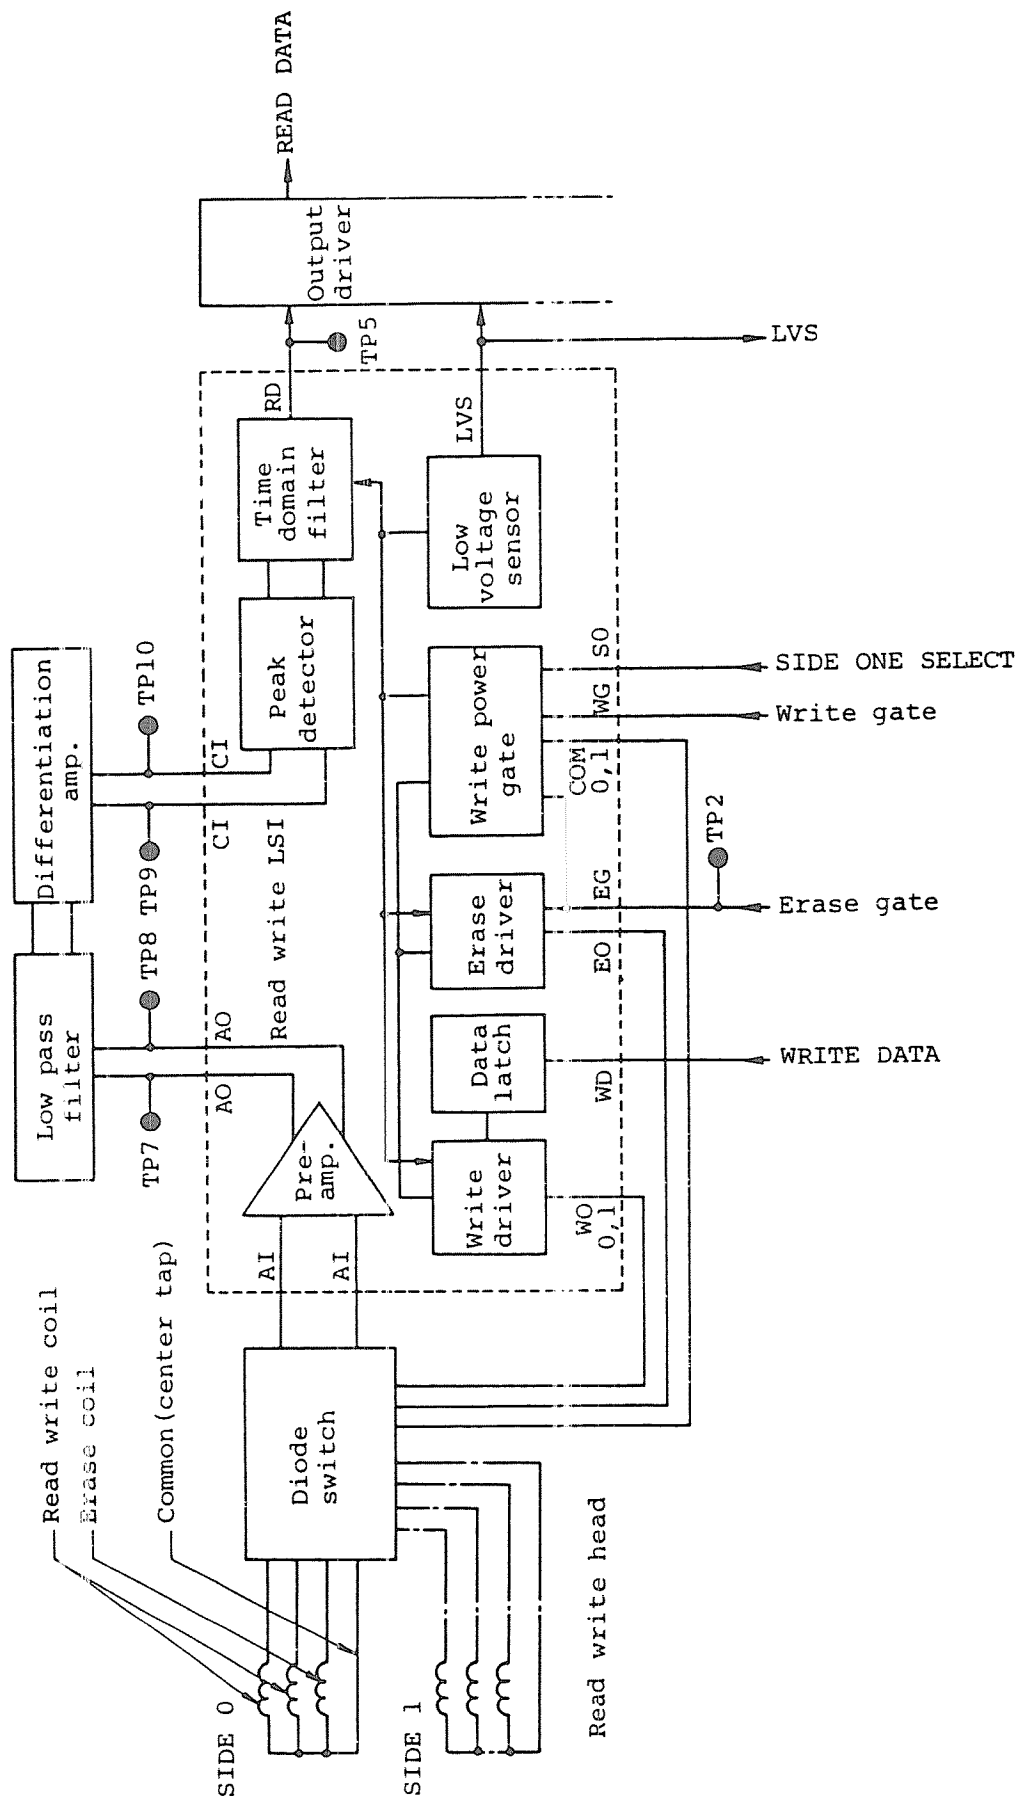 Read write coil
Erase coil
Common(center tap)
SIDE 0
SIDE 1
Read write head
Diode
switch
AI
AI
Pre-
amp.
AO
AO
TP7
TP8
Low pass
filter
Differentiation
amp.
TP9
TP10
CI
CI
Read write LSI
Peak
detector
Time
domain
filter
RD
TP5
Output
driver
READ DATA
Write
driver
WO
0,1
Data
latch
WD
WRITE DATA
Erase
driver
EO
EG
Erase gate
TP2
Write power
gate
COM
0,1
WG
SO
Write gate
SIDE ONE SELECT
Low
voltage
sensor
LVS
LVS